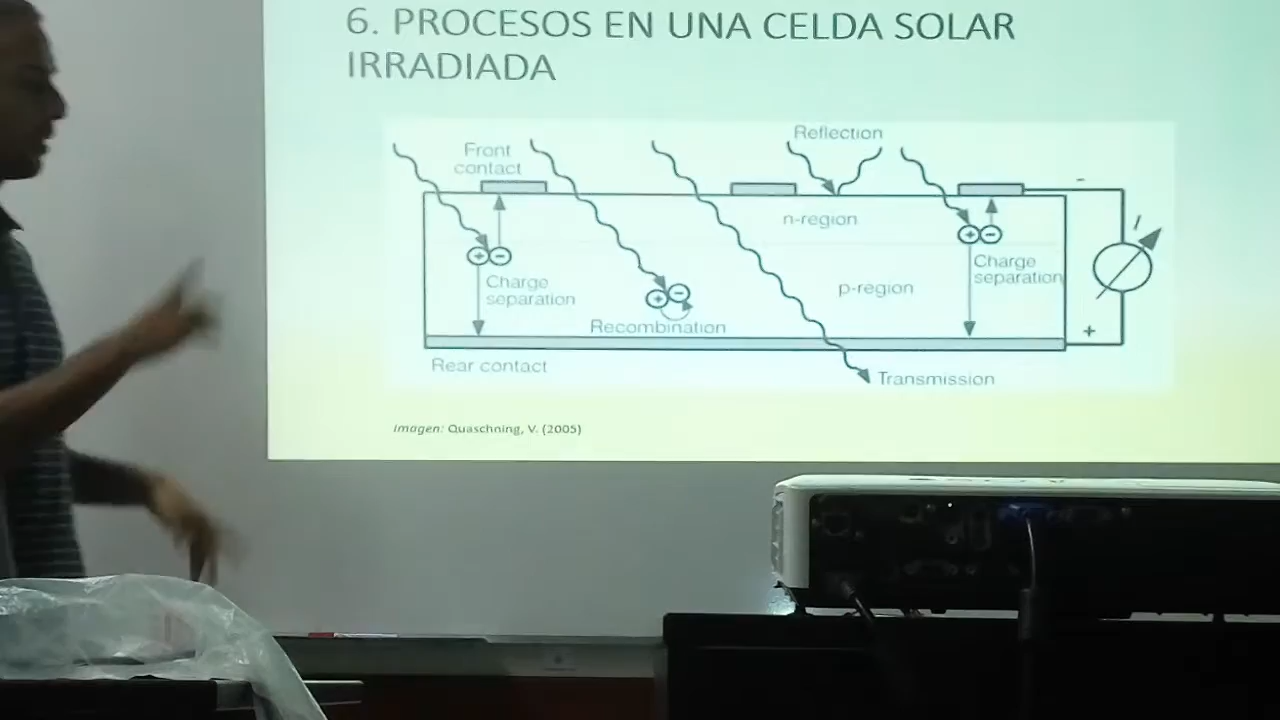 6. PROCESOS EN UNA CELDA SOLAR
IRRADIADA
Reflection
Front
contact
-
n-region
I
Charge
separation
Charge
separation
p-region
Recombination
+
Rear contact
Transmission
Imagen: Quaschning, V. (2005)